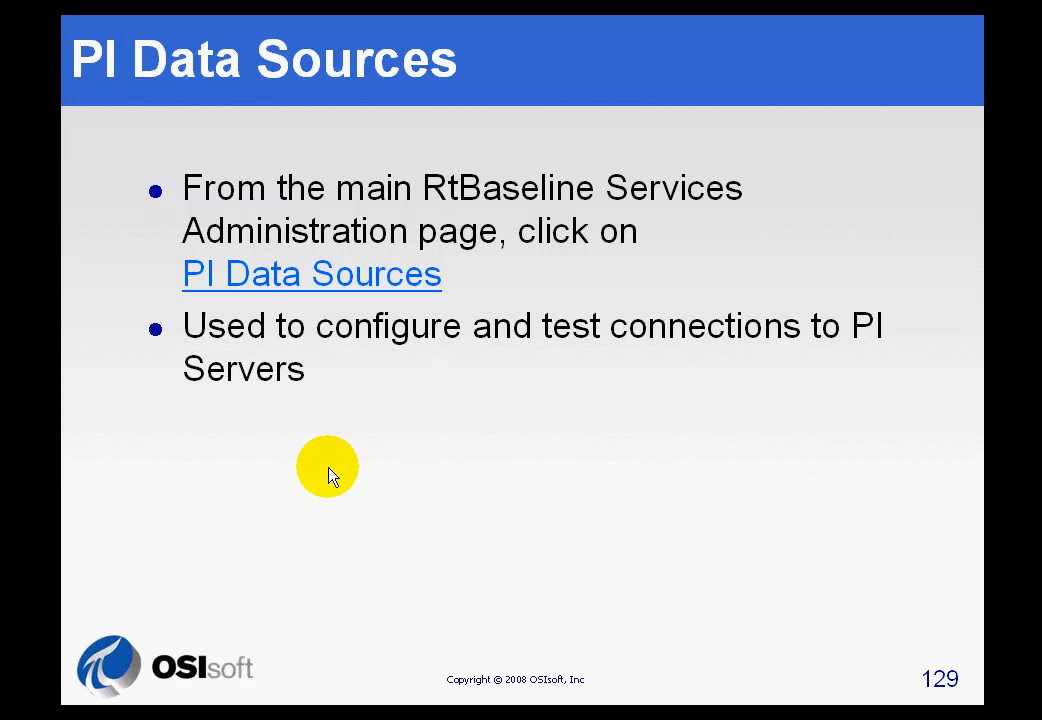 PI Data Sources
From the main RtBaseline Services
Administration page, click on
PI Data Sources
Used to configure and test connections to PI
Servers
OSIsoft
Copyright © 2008 OSIsoft, Inc
129